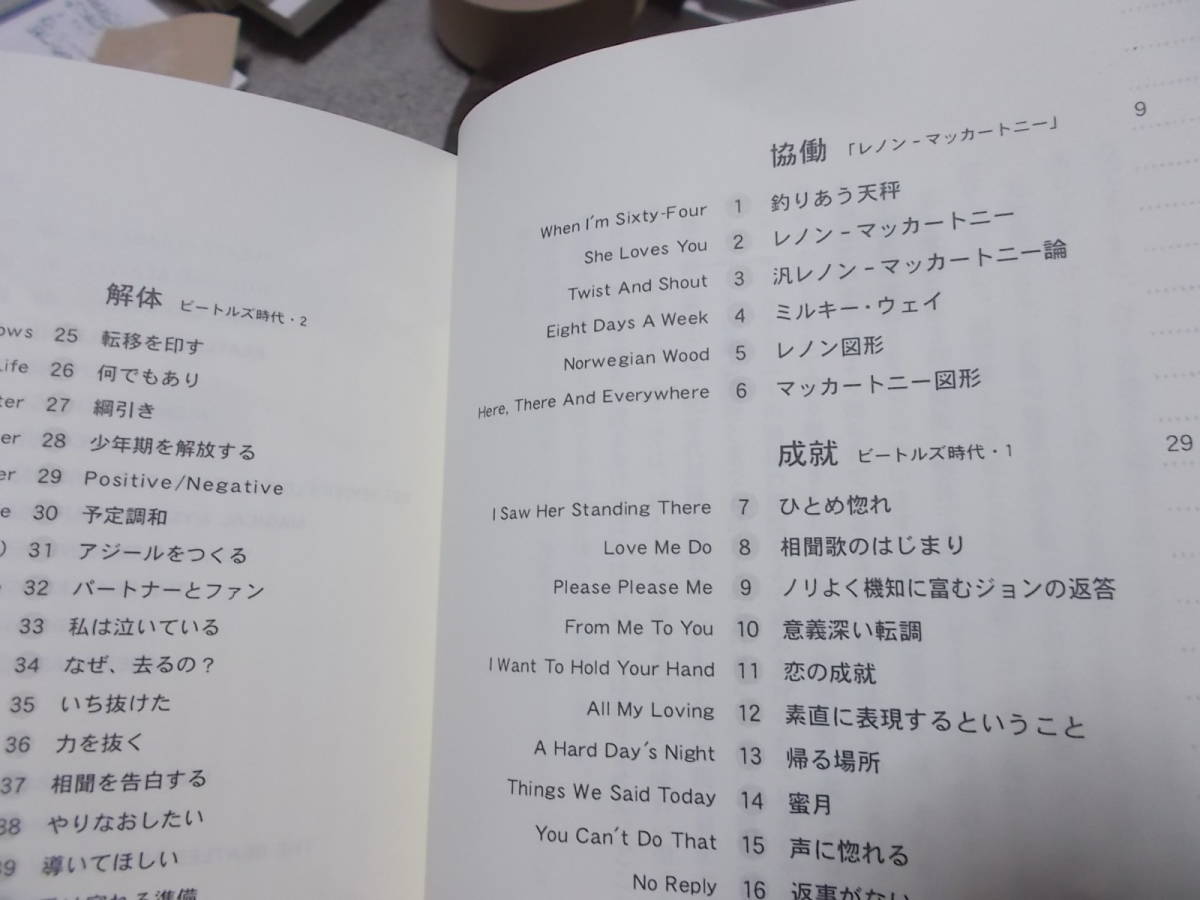 協働 「レノン－マッカートニー」 9
When I'm Sixty-Four 1 釣りあう天秤
She Loves You 2 レノン－マッカートニー
Twist And Shout 3 汎レノン－マッカートニー論
Eight Days A Week 4 ミルキー・ウェイ
Norwegian Wood 5 レノン図形
Here, There And Everywhere 6 マッカートニー図形
成就 ビートルズ時代・1 29
I Saw Her Standing There 7 ひとめ惚れ
Love Me Do 8 相聞歌のはじまり
Please Please Me 9 ノリよく機知に富むジョンの返答
From Me To You 10 意義深い転調
I Want To Hold Your Hand 11 恋の成就
All My Loving 12 素直に表現するということ
A Hard Day's Night 13 帰る場所
Things We Said Today 14 蜜月
You Can't Do That 15 声に惚れる
No Reply 16 返事がない
解体 ビートルズ時代・2
ows 25 転移を印す
Life 26 何でもあり
ter 27 綱引き
er 28 少年期を解放する
er 29 Positive/Negative
e 30 予定調和
) 31 アジールをつくる
32 パートナーとファン
33 私は泣いている
34 なぜ、去るの？
35 いち抜けた
36 力を抜く
37 相聞を告白する
38 やりなおしたい
39 導いてほしい